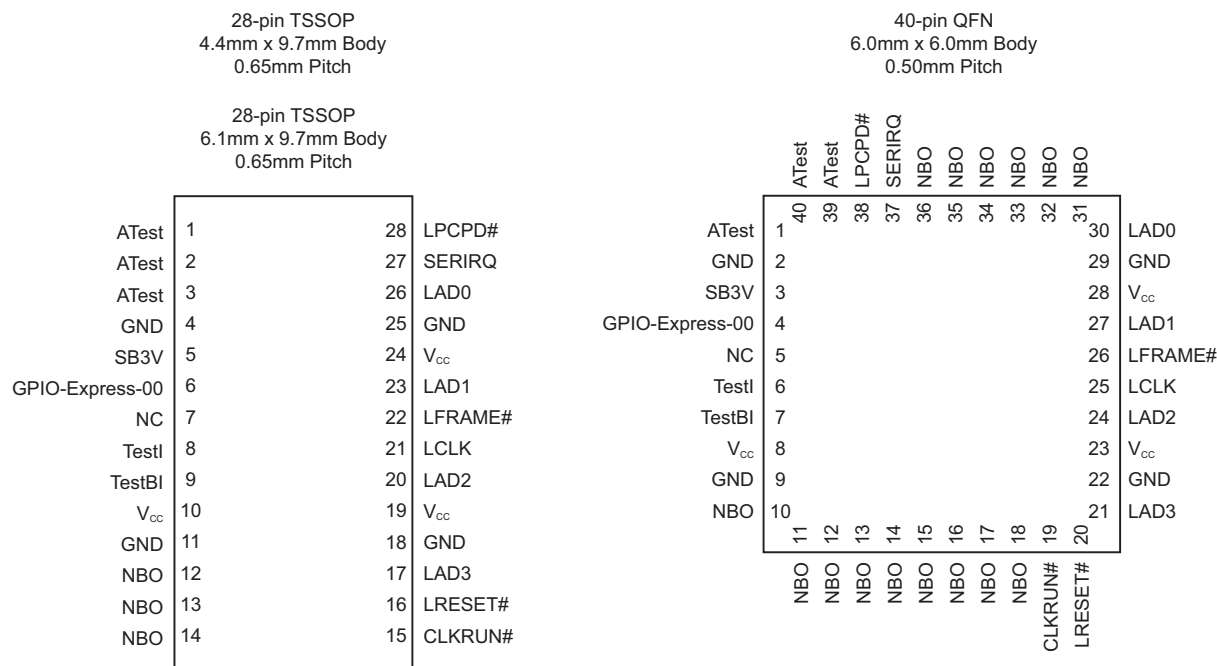 28-pin TSSOP
4.4mm x 9.7mm Body
0.65mm Pitch
28-pin TSSOP
6.1mm x 9.7mm Body
0.65mm Pitch
ATest 1 28 LPCPD#
ATest 2 27 SERIRQ
ATest 3 26 LAD0
GND 4 25 GND
SB3V 5 24 Vcc
GPIO-Express-00 6 23 LAD1
NC 7 22 LFRAME#
TestI 8 21 LCLK
TestBI 9 20 LAD2
Vcc 10 19 Vcc
GND 11 18 GND
NBO 12 17 LAD3
NBO 13 16 LRESET#
NBO 14 15 CLKRUN#
40-pin QFN
6.0mm x 6.0mm Body
0.50mm Pitch
ATest ATest LPCPD# SERIRQ NBO NBO NBO NBO NBO NBO
40 39 38 37 36 35 34 33 32 31
ATest 1 30 LAD0
GND 2 29 GND
SB3V 3 28 Vcc
GPIO-Express-00 4 27 LAD1
NC 5 26 LFRAME#
TestI 6 25 LCLK
TestBI 7 24 LAD2
Vcc 8 23 Vcc
GND 9 22 GND
NBO 10 21 LAD3
11 12 13 14 15 16 17 18 19 20
NBO NBO NBO NBO NBO NBO NBO NBO CLKRUN# LRESET#